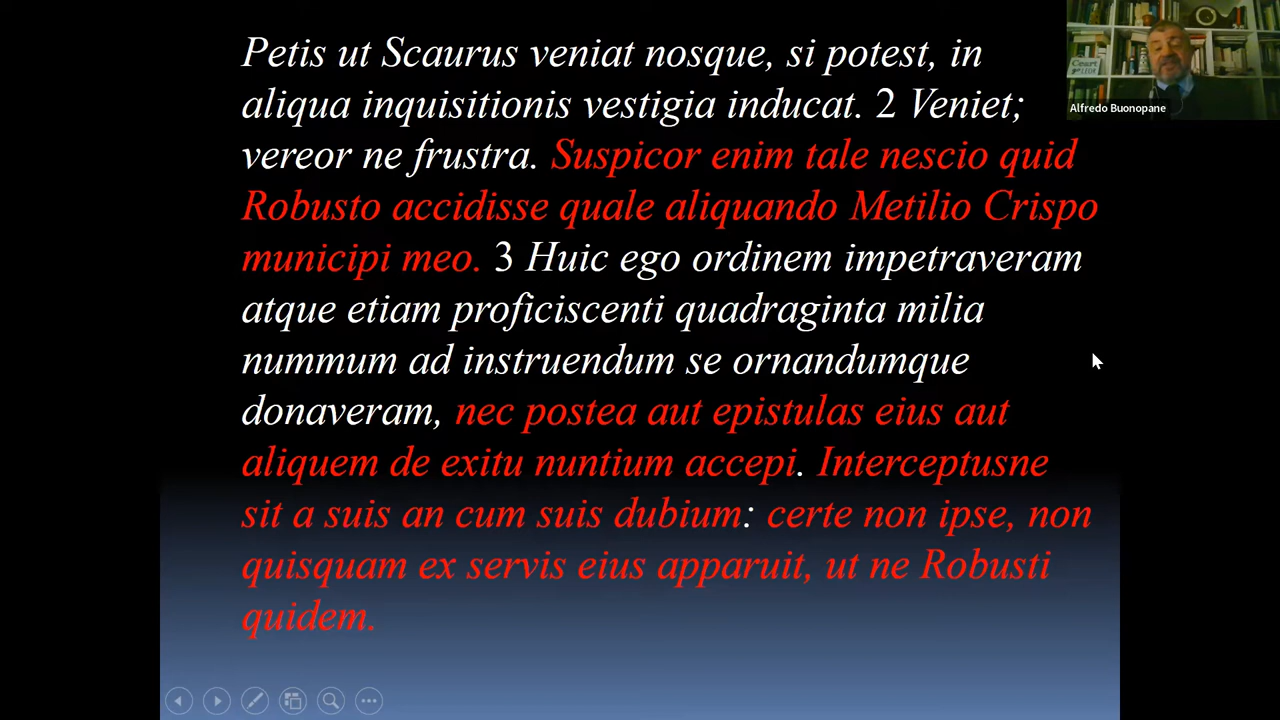 Petis ut Scaurus veniat nosque, si potest, in
aliqua inquisitionis vestigia inducat. 2 Veniet;
vereor ne frustra. Suspicor enim tale nescio quid
Robusto accidisse quale aliquando Metilio Crispo
municipi meo. 3 Huic ego ordinem impetraveram
atque etiam proficiscenti quadraginta milia
nummum ad instruendum se ornandumque
donaveram, nec postea aut epistulas eius aut
aliquem de exitu nuntium accepi. Interceptusne
sit a suis an cum suis dubium: certe non ipse, non
quisquam ex servis eius apparuit, ut ne Robusti
quidem.
Alfredo Buonopane